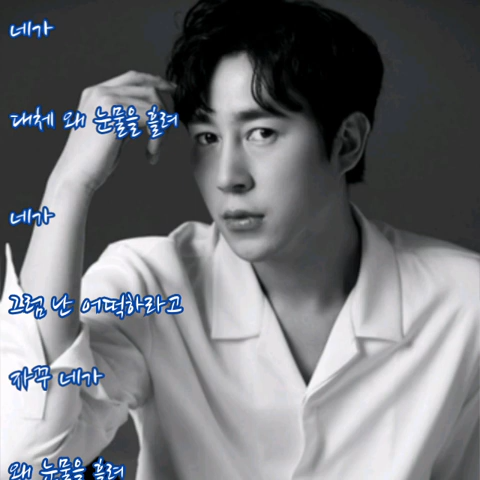 네가
대체 왜 눈물을 흘려
네가
그럼 난 어떡하라고
자꾸 네가
왜 눈물을 흘려